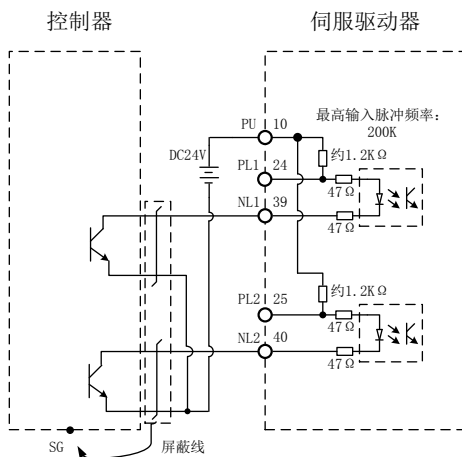 控制器
伺服驱动器
最高输入脉冲频率:
200K
PU 10
DC24V
约1.2KΩ
PL1 24
47Ω
NL1 39
47Ω
约1.2KΩ
PL2 25
47Ω
NL2 40
47Ω
SG
屏蔽线